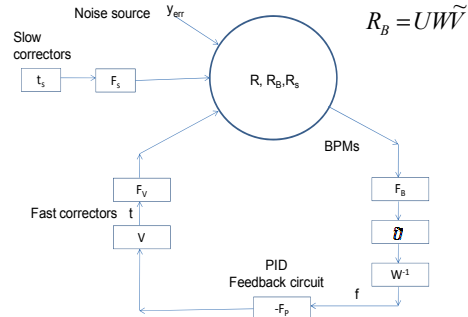 Noise source
y_err
R_B = UWṼ
Slow
correctors
t_s
F_s
R, R_B,R_s
BPMs
F_V
F_B
Fast correctors
t
V
W⁻¹
PID
Feedback circuit
f
-F_P